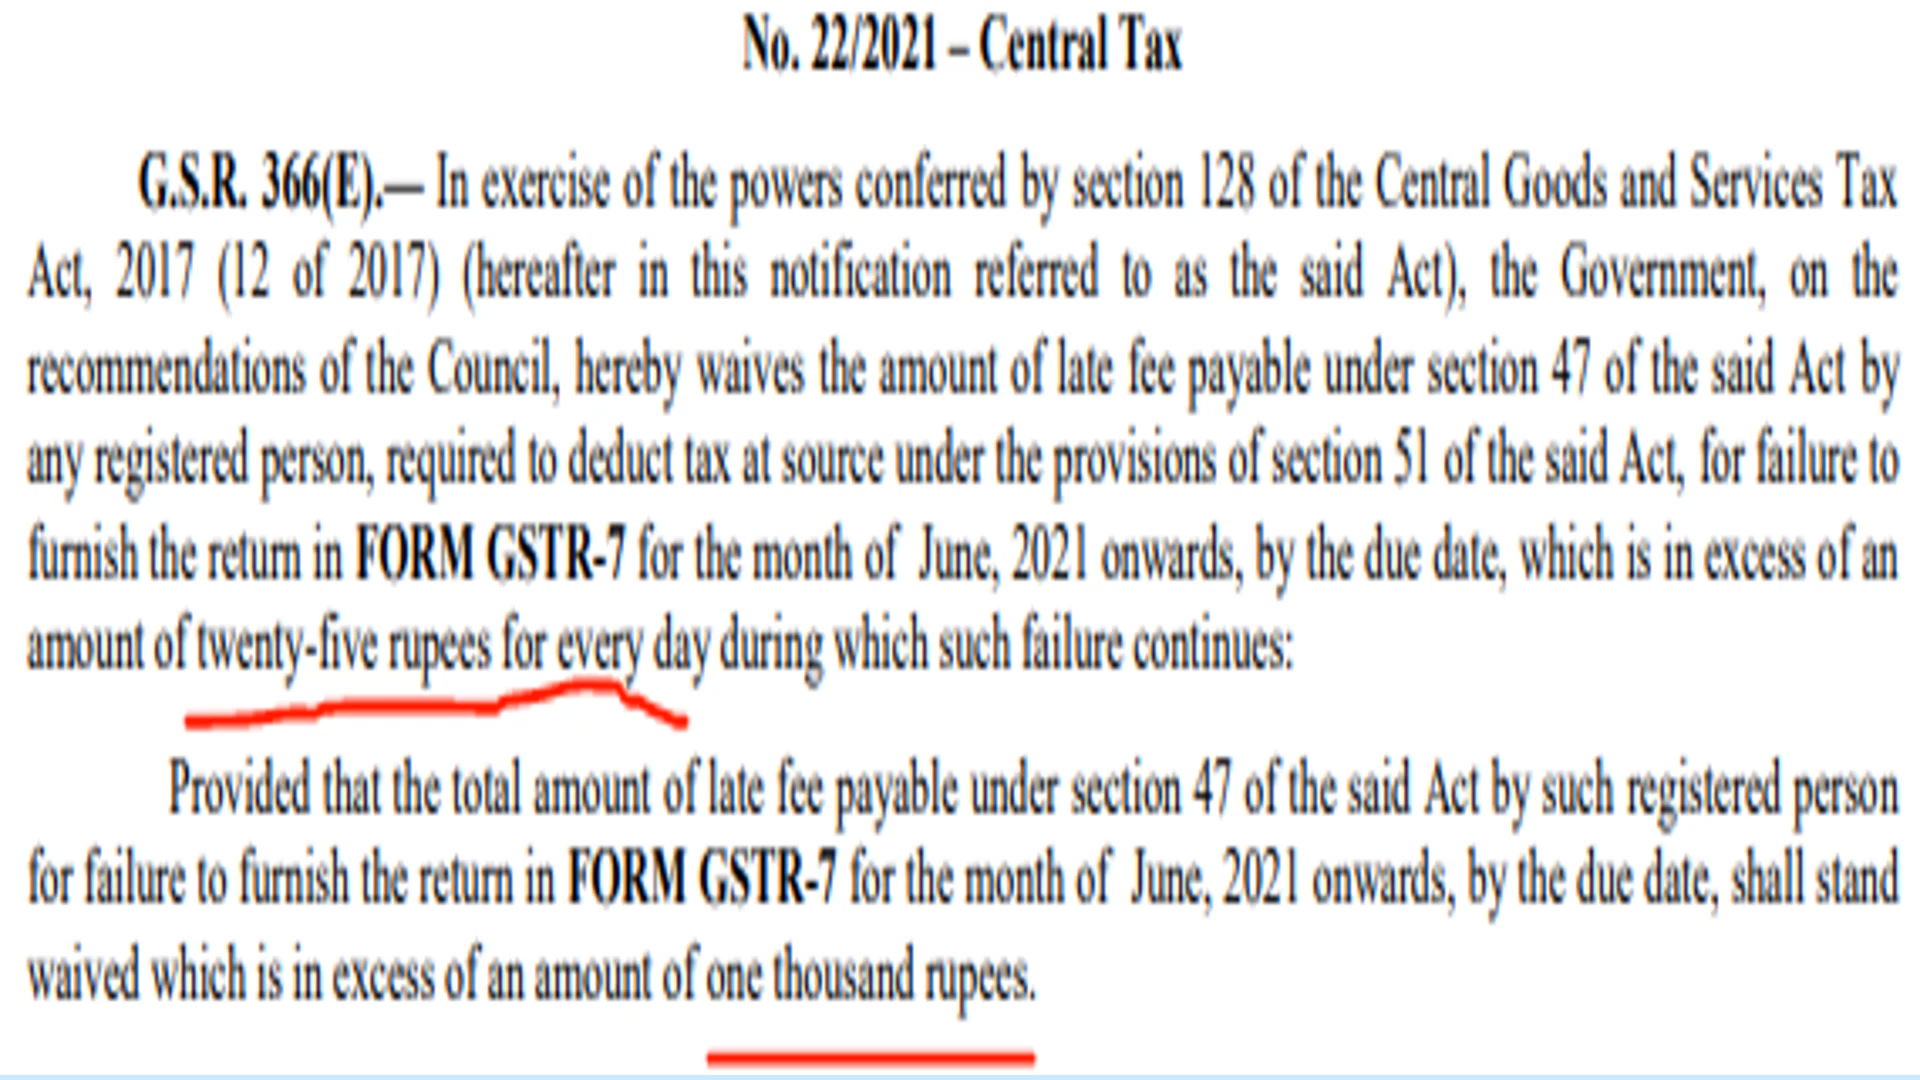 No. 22/2021 – Central Tax
G.S.R. 366(E).— In exercise of the powers conferred by section 128 of the Central Goods and Services Tax
Act, 2017 (12 of 2017) (hereafter in this notification referred to as the said Act), the Government, on the
recommendations of the Council, hereby waives the amount of late fee payable under section 47 of the said Act by
any registered person, required to deduct tax at source under the provisions of section 51 of the said Act, for failure to
furnish the return in FORM GSTR-7 for the month of June, 2021 onwards, by the due date, which is in excess of an
amount of twenty-five rupees for every day during which such failure continues:
Provided that the total amount of late fee payable under section 47 of the said Act by such registered person
for failure to furnish the return in FORM GSTR-7 for the month of June, 2021 onwards, by the due date, shall stand
waived which is in excess of an amount of one thousand rupees.